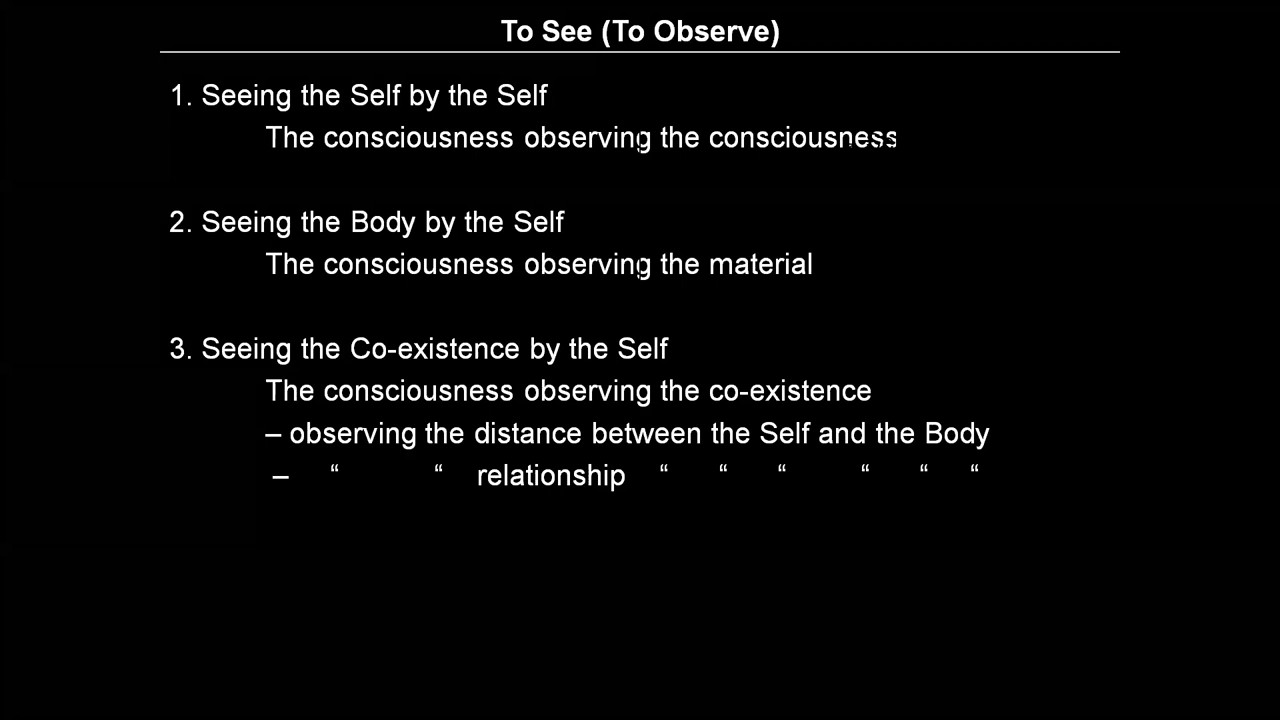 To See (To Observe)
1. Seeing the Self by the Self
The consciousness observing the consciousness
2. Seeing the Body by the Self
The consciousness observing the material
3. Seeing the Co-existence by the Self
The consciousness observing the co-existence
– observing the distance between the Self and the Body
– “ “ relationship “ “ “ “ “ “